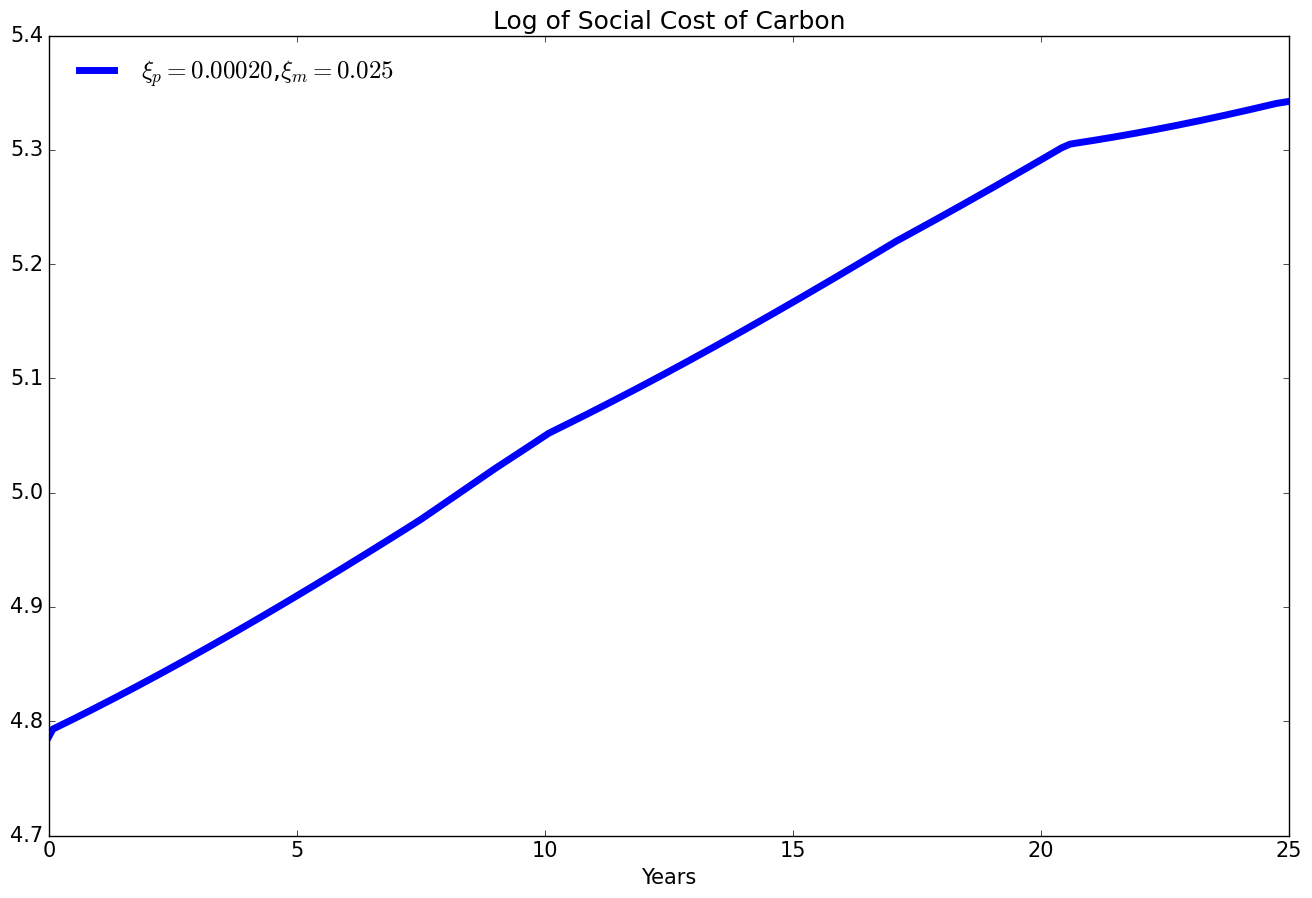 Log of Social Cost of Carbon
5.4
ξₚ = 0.00020,ξₘ = 0.025
5.3
5.2
5.1
5.0
4.9
4.8
4.7
0 5 10 15 20 25
Years